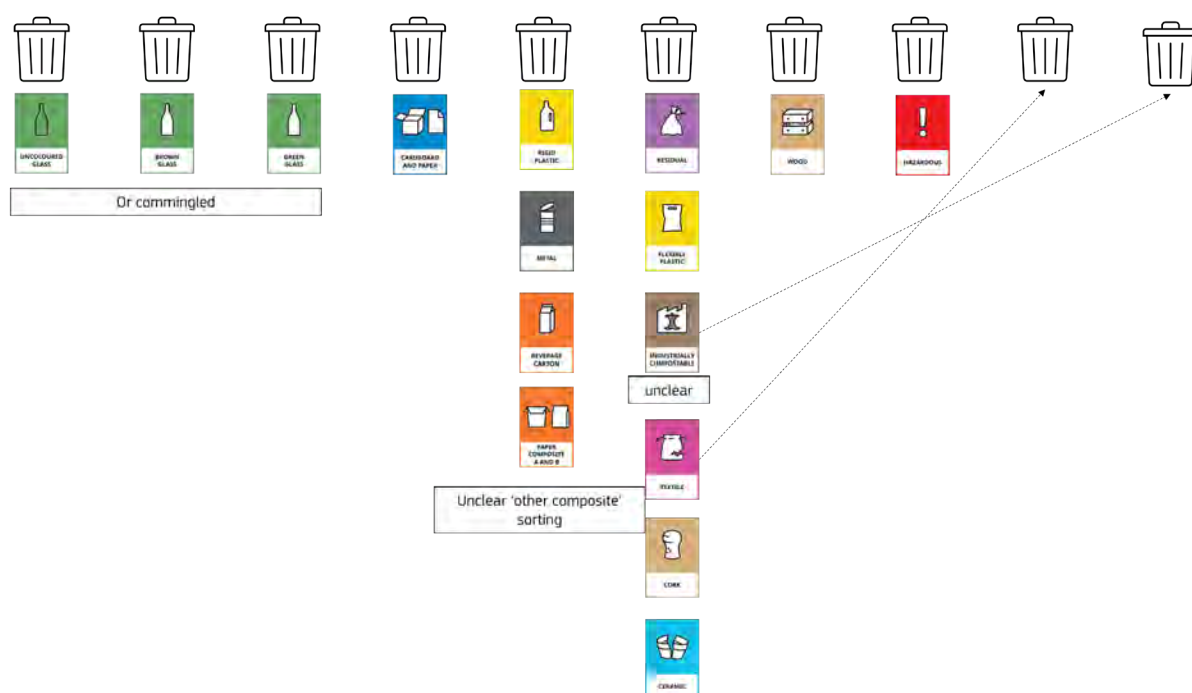 UNCOLOURED
GLASS
BROWN
GLASS
GREEN
GLASS
CARDBOARD
AND PAPER
RIGID
PLASTIC
RESIDUAL
WOOD
HAZARDOUS
Or commingled
METAL
FLEXIBLE
PLASTIC
BEVERAGE
CARTON
INDUSTRIALLY
COMPOSTABLE
unclear
PAPER
COMPOSITE
A AND B
TEXTILE
Unclear 'other composite'
sorting
CORK
CERAMIC